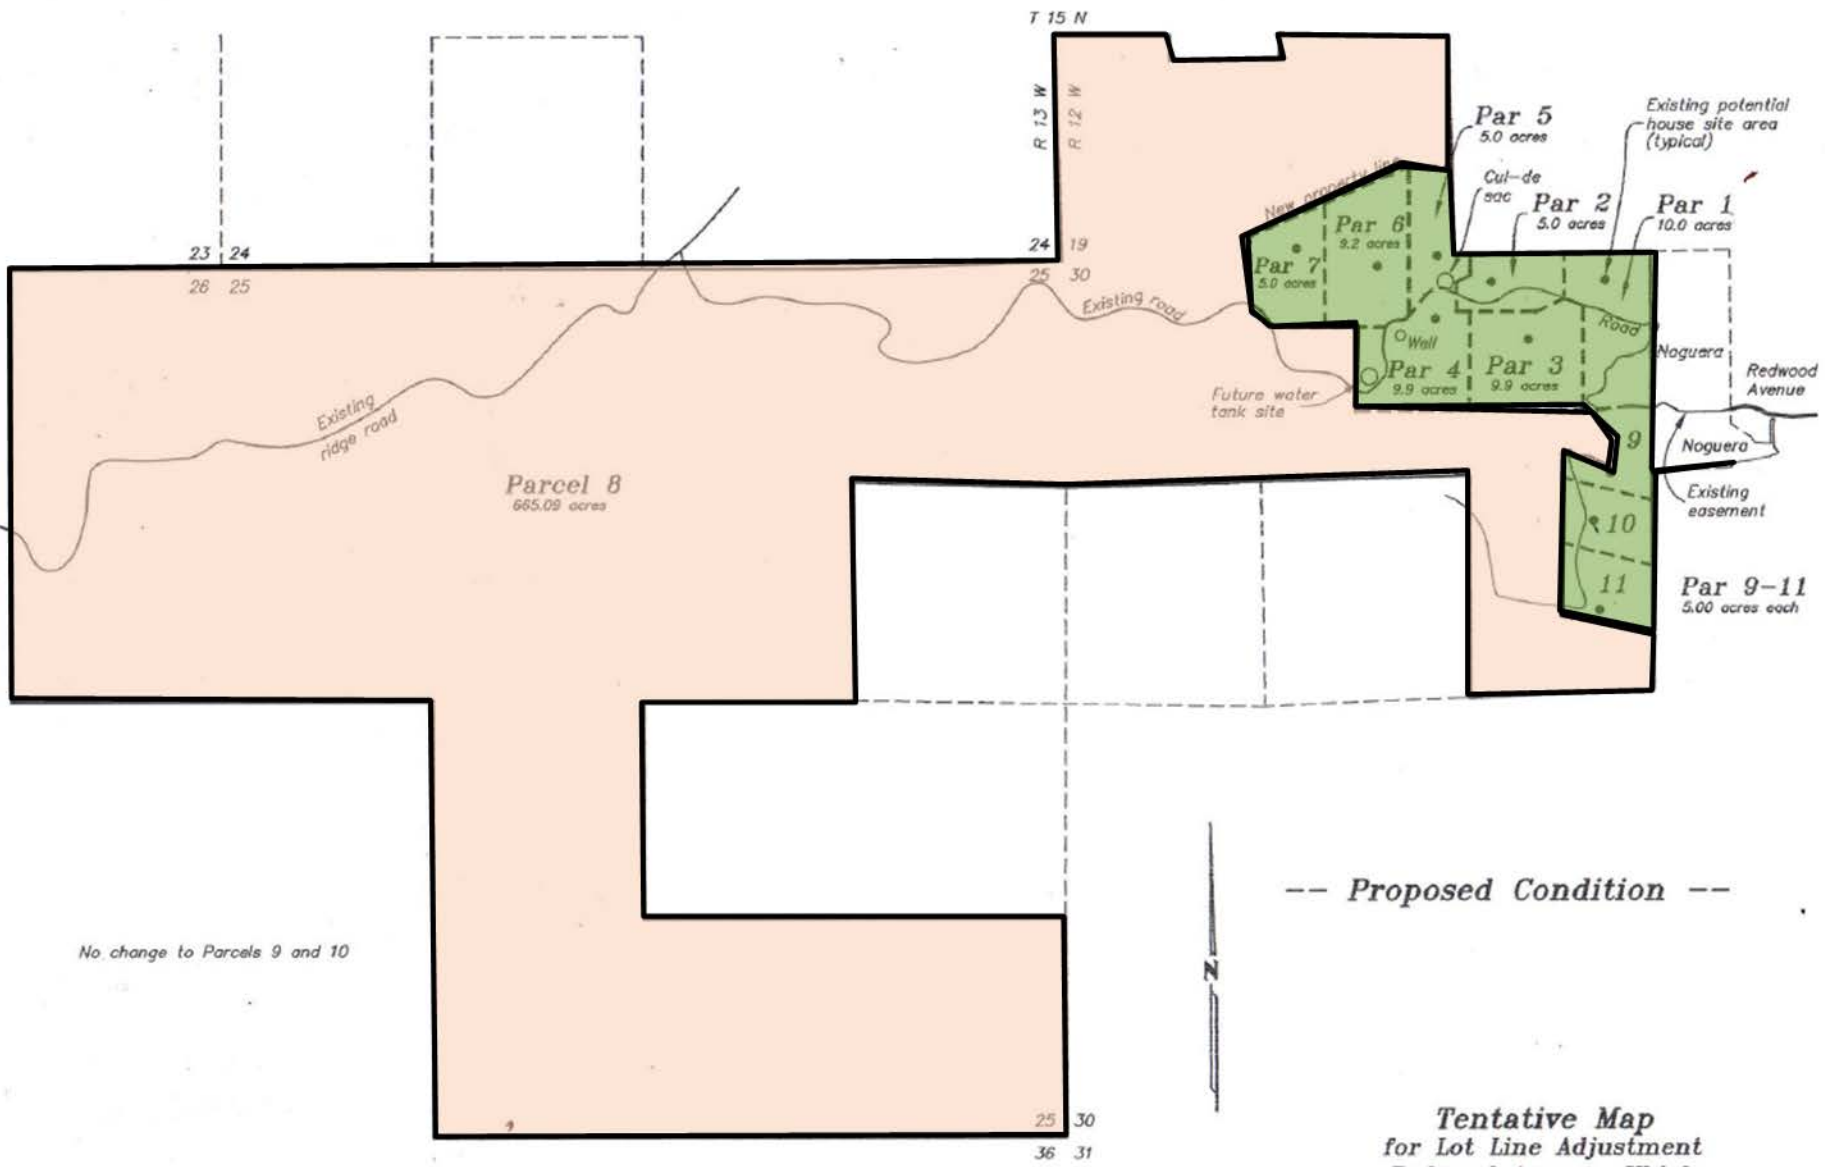 T 15 N
R 13 W
R 12 W
Par 5
5.0 acres
Existing potential
house site area
(typical)
Cul-de
sac
Par 2
5.0 acres
Par 1
10.0 acres
New property line
Par 6
9.2 acres
Par 7
5.0 acres
23 24
26 25
24 19
25 30
Existing road
Road
Noguera
Redwood
Avenue
Well
Par 4
9.9 acres
Par 3
9.9 acres
Future water
tank site
Existing
ridge road
9
Noguera
Parcel 8
665.09 acres
Existing
easement
10
11
Par 9-11
5.00 acres each
-- Proposed Condition --
No change to Parcels 9 and 10
N
25 30
36 31
Tentative Map
for Lot Line Adjustment